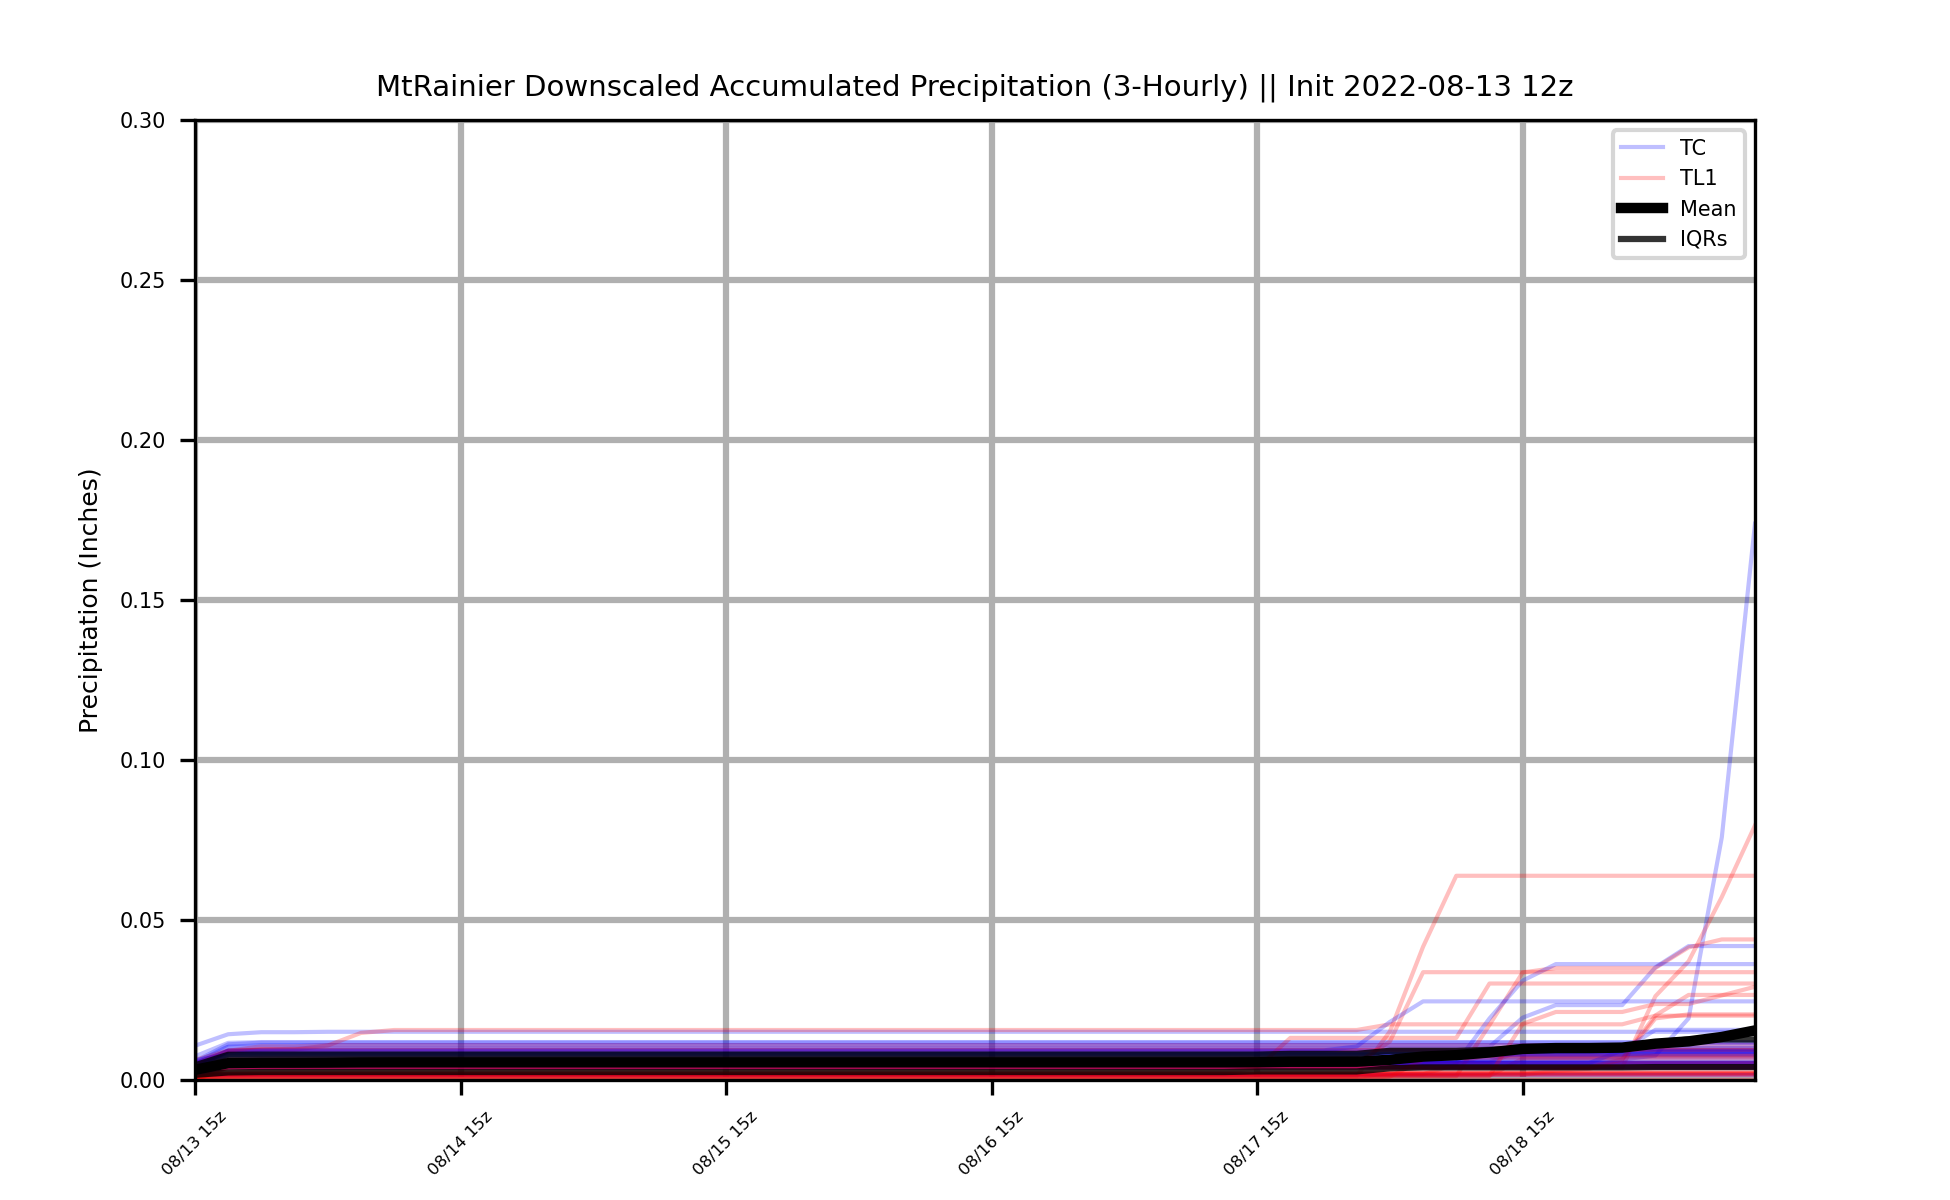 MtRainier Downscaled Accumulated Precipitation (3-Hourly) || Init 2022-08-13 12z
Precipitation (Inches)
0.30
0.25
0.20
0.15
0.10
0.05
0.00
TC
TL1
Mean
IQRs
08/13 15z
08/14 15z
08/15 15z
08/16 15z
08/17 15z
08/18 15z